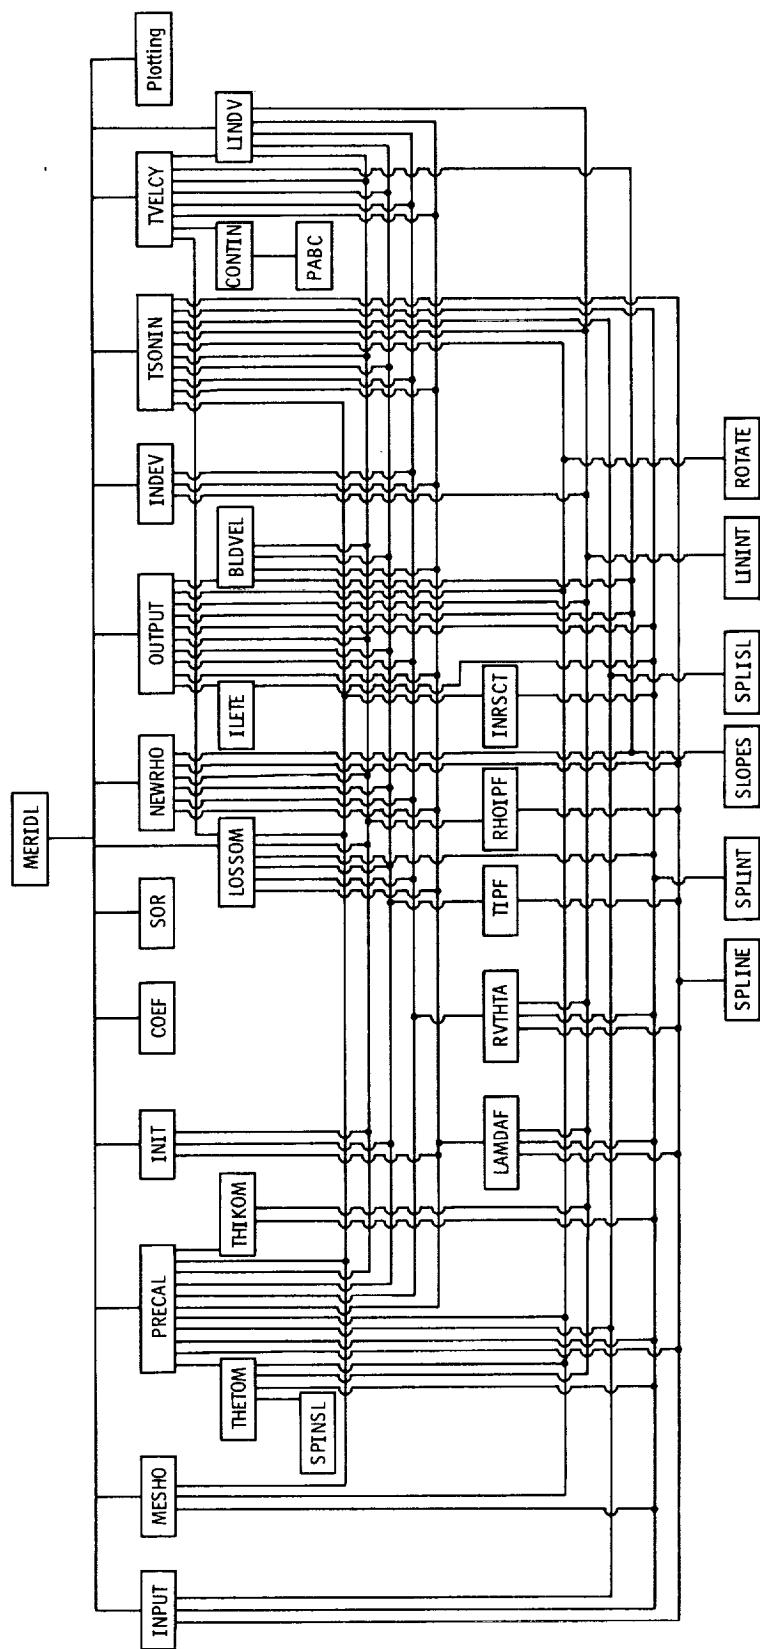 MERIDL
INPUT
MESHO
PRECAL
INIT
COEF
SOR
NEWRHO
OUTPUT
INDEV
TSONIN
TVELCY
Plotting
THETOM
THIKOM
LOSSOM
ILETE
BLDVEL
CONTIN
LINDV
SPINSL
PABC
LAMDAF
RVTHTA
TIPF
RHOIPF
INRSCT
SPLINE
SPLINT
SLOPES
SPLISL
LININT
ROTATE